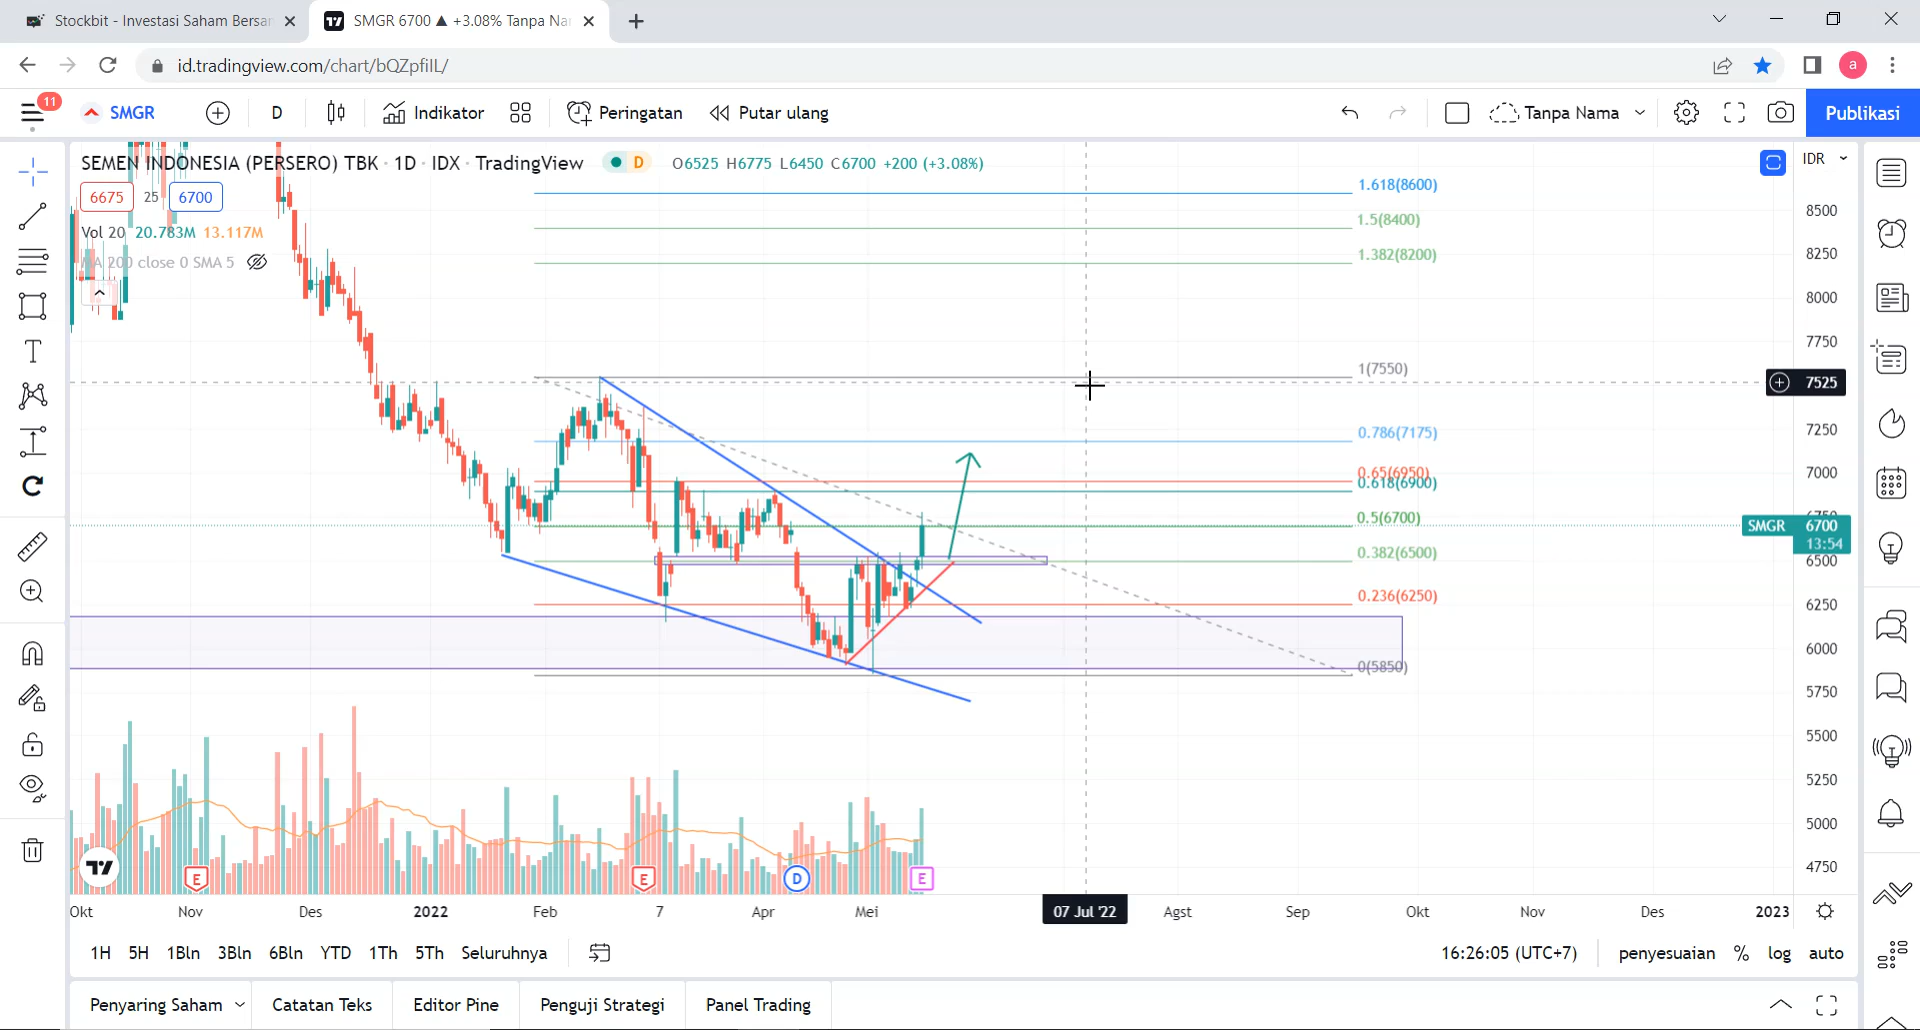 Stockbit - Investasi Saham Bersar
SMGR 6700 ▲ +3.08% Tanpa Na
id.tradingview.com/chart/bQZpfiIL/
a
11
SMGR
D
Indikator
Peringatan
Putar ulang
Tanpa Nama
Publikasi
SEMEN INDONESIA (PERSERO) TBK · 1D · IDX · TradingView
D
O6525 H6775 L6450 C6700 +200 (+3.08%)
IDR
6675 25 6700
Vol 20 20.783M 13.117M
MA 200 close 0 SMA 5
1.618(8600)
1.5(8400)
1.382(8200)
1(7550)
0.786(7175)
0.65(6950)
0.618(6900)
0.5(6700)
0.382(6500)
0.236(6250)
0(5850)
8500
8250
8000
7750
7525
7250
7000
6750
SMGR 6700
13:54
6500
6250
6000
5750
5500
5250
5000
4750
E
E
D
E
Okt
Nov
Des
2022
Feb
7
Apr
Mei
07 Jul '22
Agst
Sep
Okt
Nov
Des
2023
1H 5H 1Bln 3Bln 6Bln YTD 1Th 5Th Seluruhnya
16:26:05 (UTC+7)
penyesuaian % log auto
Penyaring Saham
Catatan Teks
Editor Pine
Penguji Strategi
Panel Trading